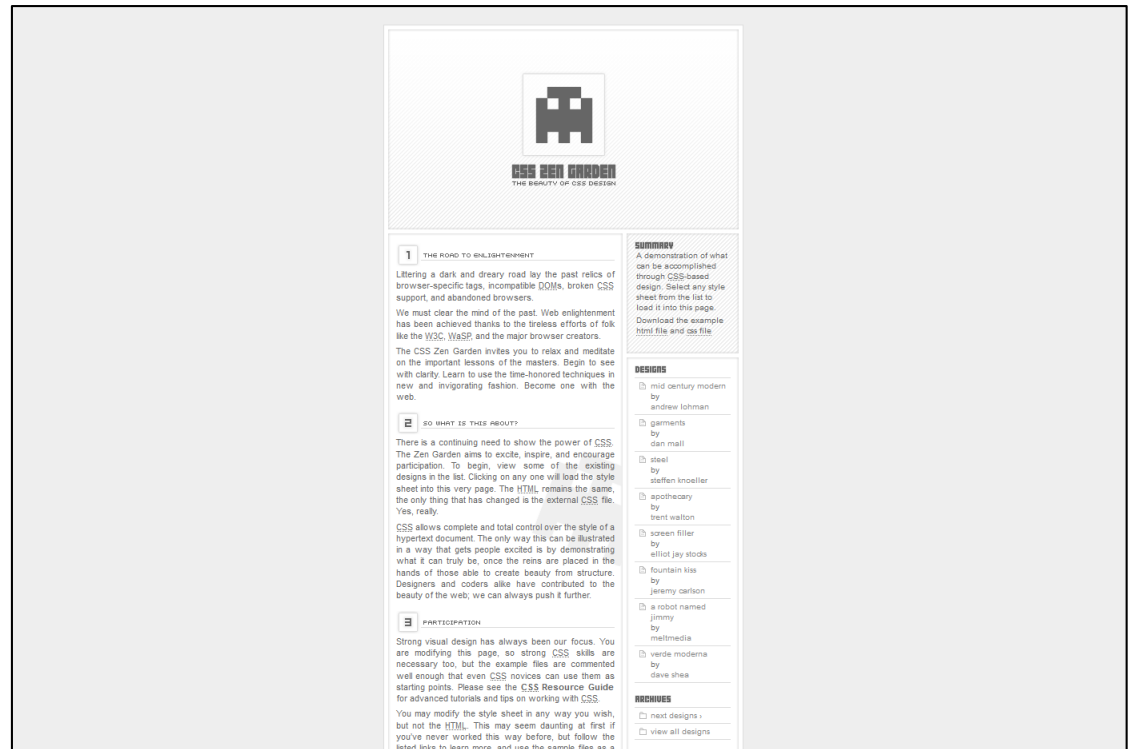 CSS ZEN GARDEN
THE BEAUTY OF CSS DESIGN
1 THE ROAD TO ENLIGHTENMENT
Littering a dark and dreary road lay the past relics of
browser-specific tags, incompatible DOMs, broken CSS
support, and abandoned browsers.
We must clear the mind of the past. Web enlightenment
has been achieved thanks to the tireless efforts of folk
like the W3C, WaSP, and the major browser creators.
The CSS Zen Garden invites you to relax and meditate
on the important lessons of the masters. Begin to see
with clarity. Learn to use the time-honored techniques in
new and invigorating fashion. Become one with the
web.
2 SO WHAT IS THIS ABOUT?
There is a continuing need to show the power of CSS.
The Zen Garden aims to excite, inspire, and encourage
participation. To begin, view some of the existing
designs in the list. Clicking on any one will load the style
sheet into this very page. The HTML remains the same,
the only thing that has changed is the external CSS file.
Yes, really.
CSS allows complete and total control over the style of a
hypertext document. The only way this can be illustrated
in a way that gets people excited is by demonstrating
what it can truly be, once the reins are placed in the
hands of those able to create beauty from structure.
Designers and coders alike have contributed to the
beauty of the web; we can always push it further.
3 PARTICIPATION
Strong visual design has always been our focus. You
are modifying this page, so strong CSS skills are
necessary too, but the example files are commented
well enough that even CSS novices can use them as
starting points. Please see the CSS Resource Guide
for advanced tutorials and tips on working with CSS.
You may modify the style sheet in any way you wish,
but not the HTML. This may seem daunting at first if
you've never worked this way before, but follow the
listed links to learn more, and use the sample files as a
SUMMARY
A demonstration of what
can be accomplished
through CSS-based
design. Select any style
sheet from the list to
load it into this page.
Download the example
html file and css file
DESIGNS
mid century modern
by
andrew lohman
garments
by
dan mall
steel
by
steffen knoeller
apothecary
by
trent walton
screen filler
by
elliot jay stocks
fountain kiss
by
jeremy carlson
a robot named
jimmy
by
meltmedia
verde moderna
by
dave shea
ARCHIVES
next designs ›
view all designs